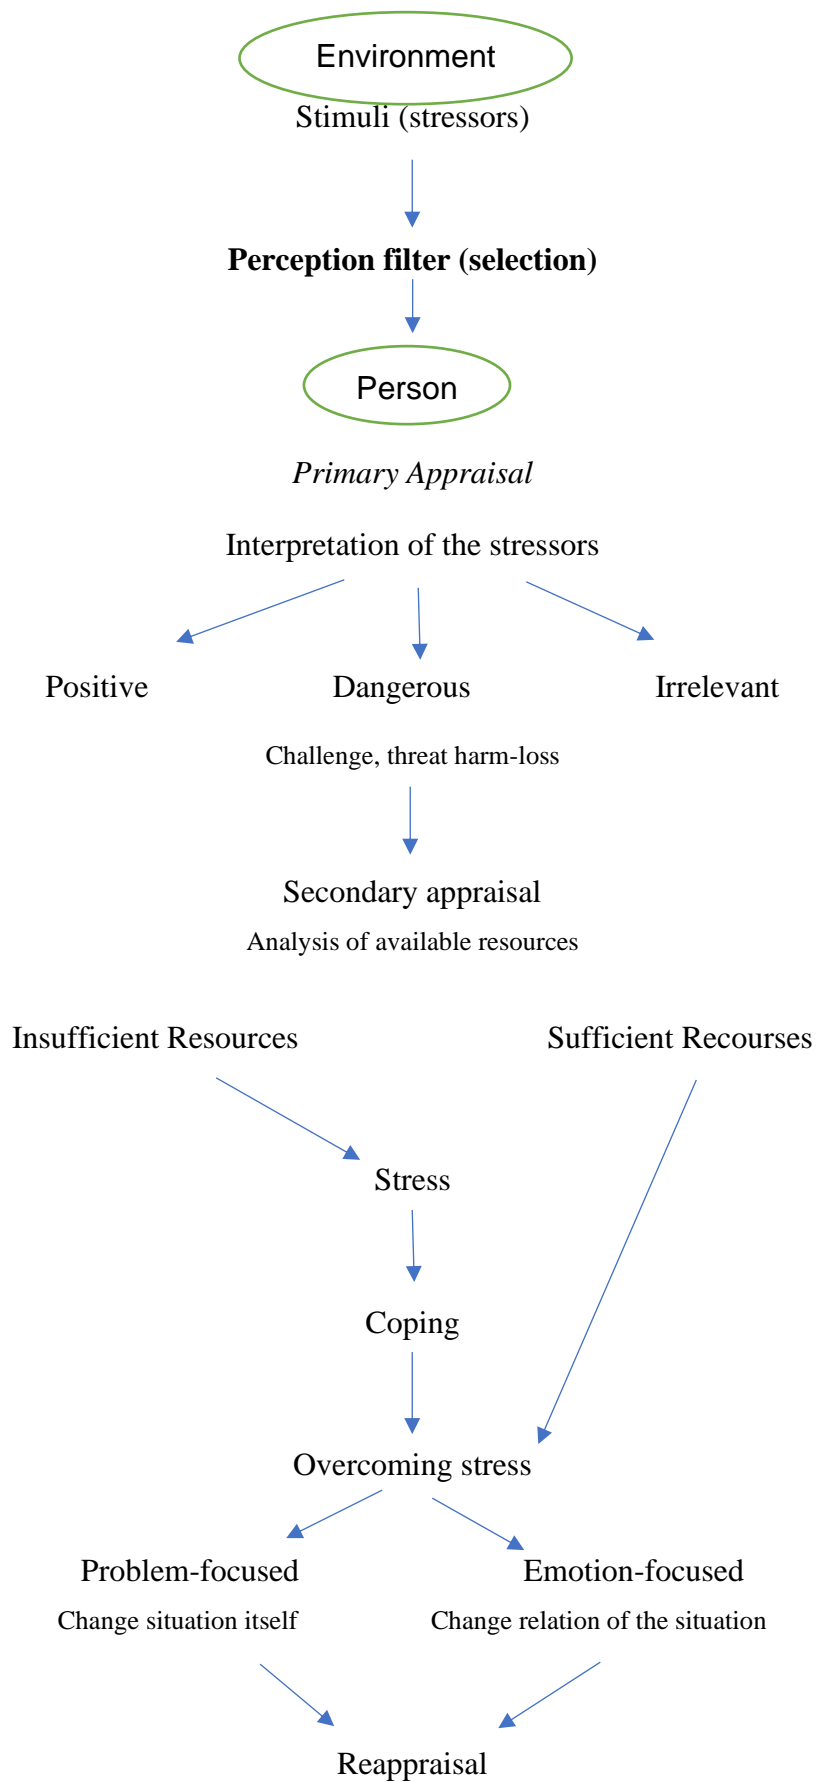 Environment
Stimuli (stressors)
Perception filter (selection)
Person
Primary Appraisal
Interpretation of the stressors
Positive
Dangerous
Irrelevant
Challenge, threat harm-loss
Secondary appraisal
Analysis of available resources
Insufficient Resources
Sufficient Recourses
Stress
Coping
Overcoming stress
Problem-focused
Emotion-focused
Change situation itself
Change relation of the situation
Reappraisal